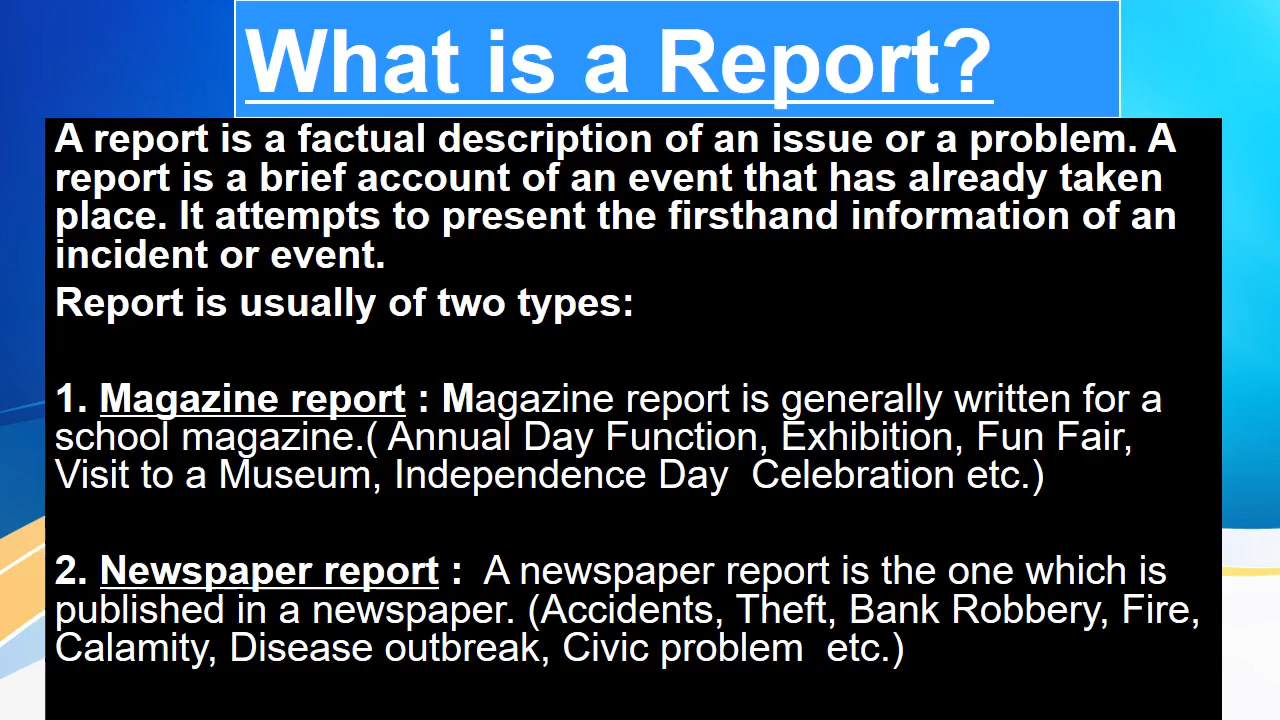 What is a Report?
A report is a factual description of an issue or a problem. A
report is a brief account of an event that has already taken
place. It attempts to present the firsthand information of an
incident or event.
Report is usually of two types:
1. Magazine report : Magazine report is generally written for a
school magazine.( Annual Day Function, Exhibition, Fun Fair,
Visit to a Museum, Independence Day  Celebration etc.)
2. Newspaper report :  A newspaper report is the one which is
published in a newspaper. (Accidents, Theft, Bank Robbery, Fire,
Calamity, Disease outbreak, Civic problem  etc.)